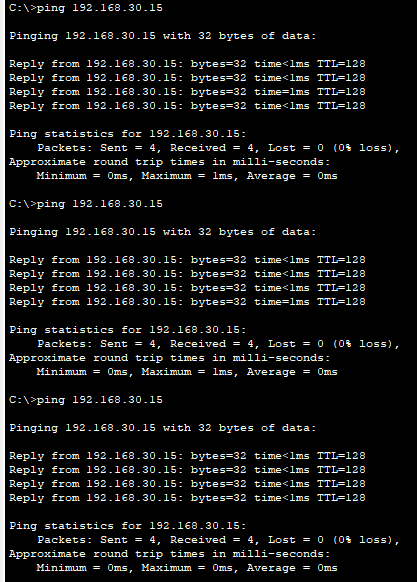 C:\>ping 192.168.30.15
Pinging 192.168.30.15 with 32 bytes of data:
Reply from 192.168.30.15: bytes=32 time<1ms TTL=128
Reply from 192.168.30.15: bytes=32 time<1ms TTL=128
Reply from 192.168.30.15: bytes=32 time<1ms TTL=128
Reply from 192.168.30.15: bytes=32 time<1ms TTL=128
Ping statistics for 192.168.30.15:
Packets: Sent = 4, Received = 4, Lost = 0 (0% loss),
Approximate round trip times in milli-seconds:
Minimum = 0ms, Maximum = 1ms, Average = 0ms
C:\>ping 192.168.30.15
Pinging 192.168.30.15 with 32 bytes of data:
Reply from 192.168.30.15: bytes=32 time<1ms TTL=128
Reply from 192.168.30.15: bytes=32 time=1ms TTL=128
Reply from 192.168.30.15: bytes=32 time<1ms TTL=128
Reply from 192.168.30.15: bytes=32 time=1ms TTL=128
Ping statistics for 192.168.30.15:
Packets: Sent = 4, Received = 4, Lost = 0 (0% loss),
Approximate round trip times in milli-seconds:
Minimum = 0ms, Maximum = 1ms, Average = 0ms
C:\>ping 192.168.30.15
Pinging 192.168.30.15 with 32 bytes of data:
Reply from 192.168.30.15: bytes=32 time<1ms TTL=128
Reply from 192.168.30.15: bytes=32 time<1ms TTL=128
Reply from 192.168.30.15: bytes=32 time<1ms TTL=128
Reply from 192.168.30.15: bytes=32 time<1ms TTL=128
Ping statistics for 192.168.30.15:
Packets: Sent = 4, Received = 4, Lost = 0 (0% loss),
Approximate round trip times in milli-seconds:
Minimum = 0ms, Maximum = 0ms, Average = 0ms